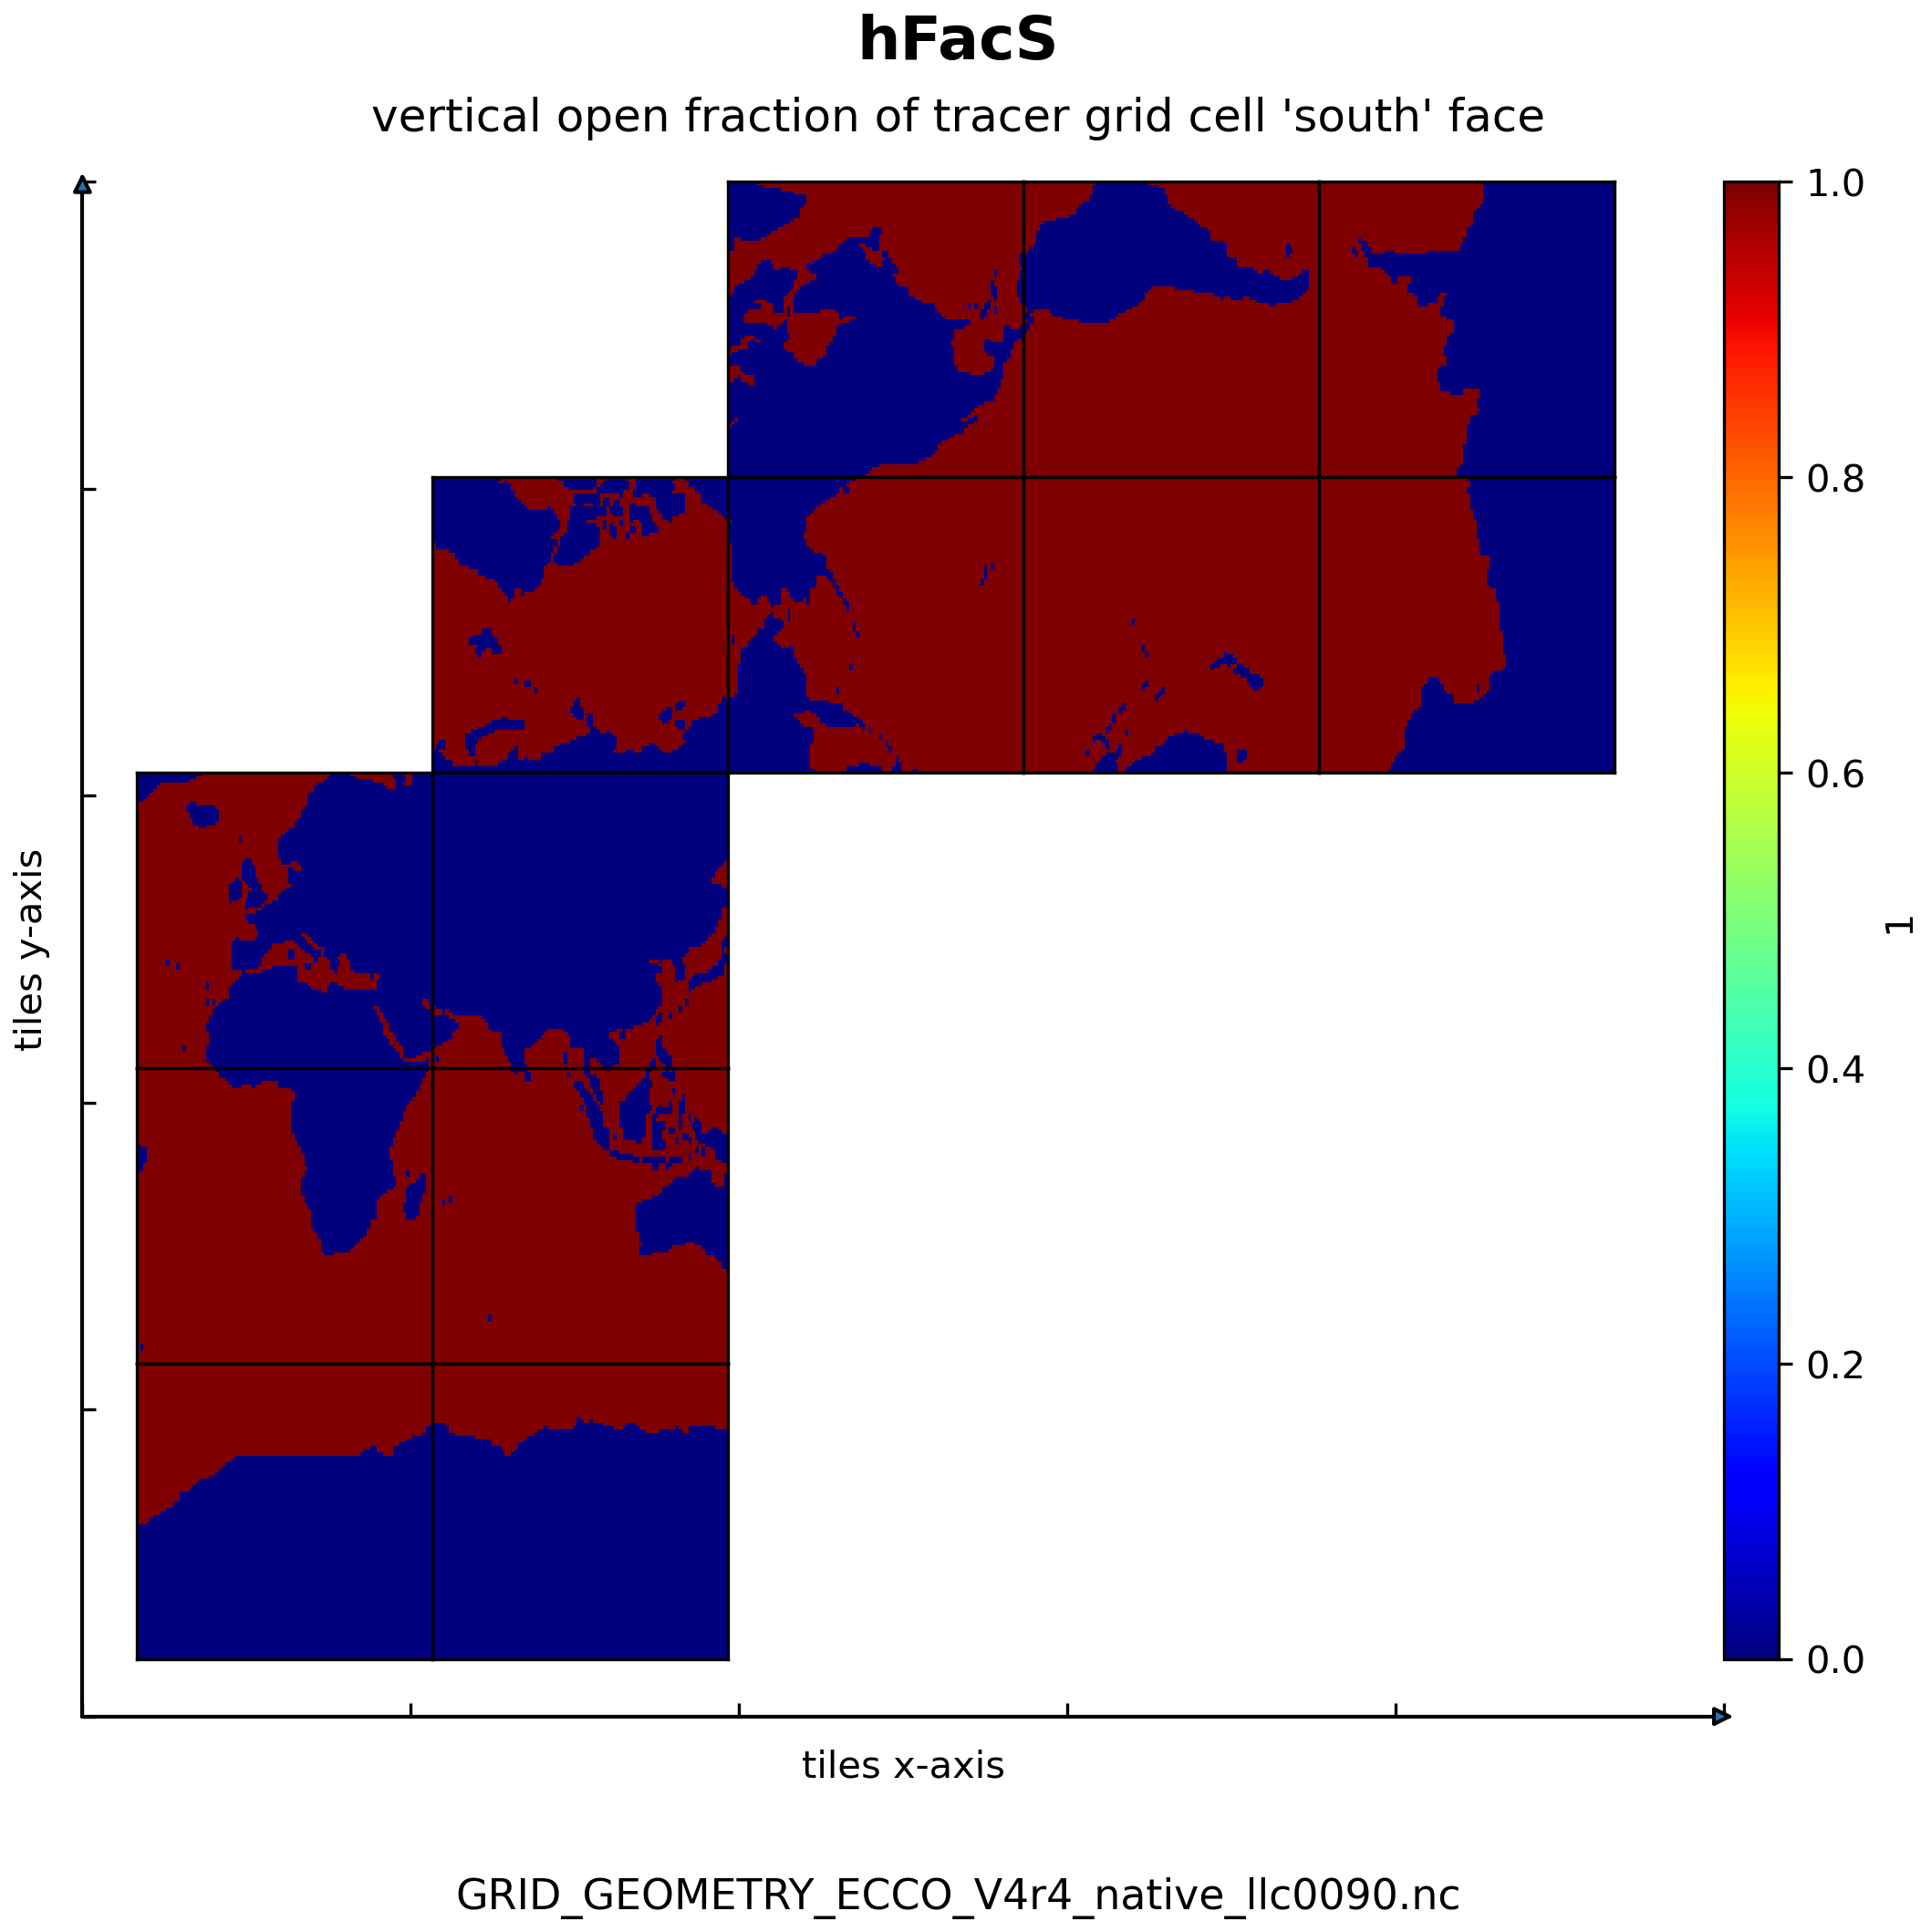 hFacS
vertical open fraction of tracer grid cell 'south' face
tiles y-axis
1.0
0.8
0.6
0.4
0.2
0.0
1
tiles x-axis
GRID_GEOMETRY_ECCO_V4r4_native_llc0090.nc